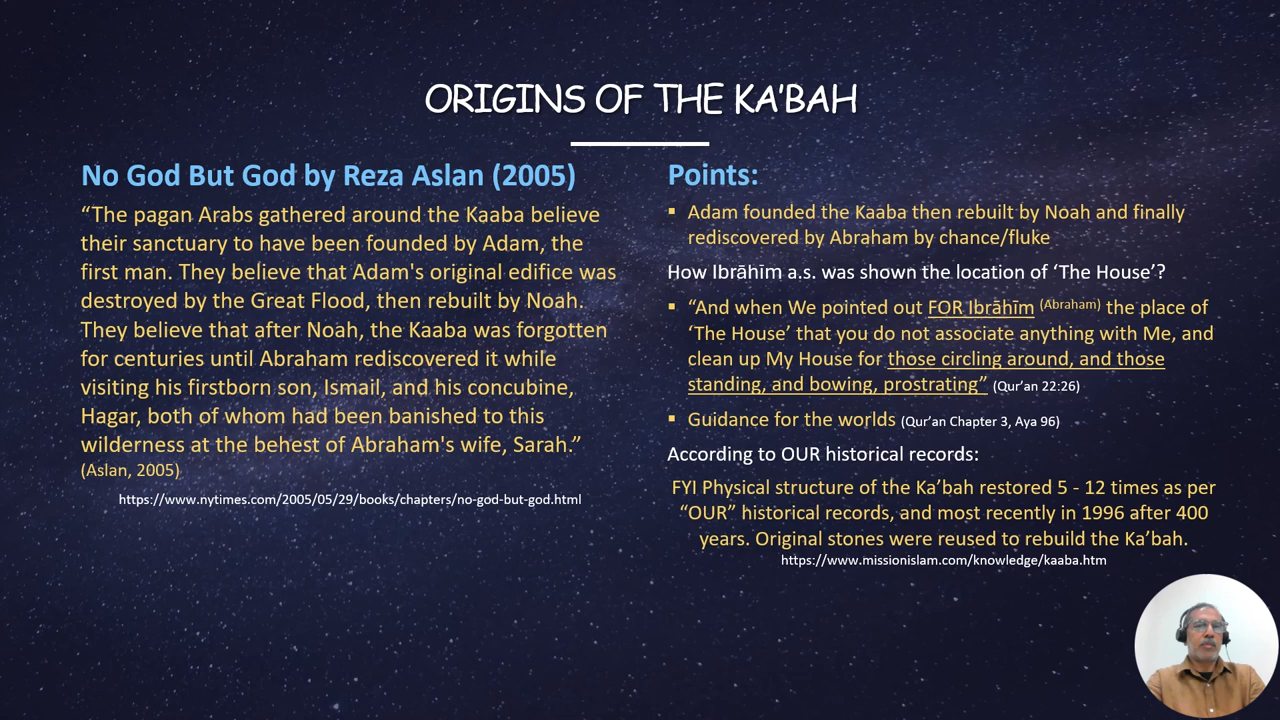 ORIGINS OF THE KA'BAH
No God But God by Reza Aslan (2005)
“The pagan Arabs gathered around the Kaaba believe
their sanctuary to have been founded by Adam, the
first man. They believe that Adam's original edifice was
destroyed by the Great Flood, then rebuilt by Noah.
They believe that after Noah, the Kaaba was forgotten
for centuries until Abraham rediscovered it while
visiting his firstborn son, Ismail, and his concubine,
Hagar, both of whom had been banished to this
wilderness at the behest of Abraham's wife, Sarah.”
(Aslan, 2005)
https://www.nytimes.com/2005/05/29/books/chapters/no-god-but-god.html
Points:
▪ Adam founded the Kaaba then rebuilt by Noah and finally
rediscovered by Abraham by chance/fluke
How Ibrāhīm a.s. was shown the location of ‘The House’?
▪ “And when We pointed out FOR Ibrāhīm (Abraham) the place of
‘The House’ that you do not associate anything with Me, and
clean up My House for those circling around, and those
standing, and bowing, prostrating” (Qur’an 22:26)
▪ Guidance for the worlds (Qur’an Chapter 3, Aya 96)
According to OUR historical records:
FYI Physical structure of the Ka’bah restored 5 - 12 times as per
“OUR” historical records, and most recently in 1996 after 400
years. Original stones were reused to rebuild the Ka’bah.
https://www.missionislam.com/knowledge/kaaba.htm